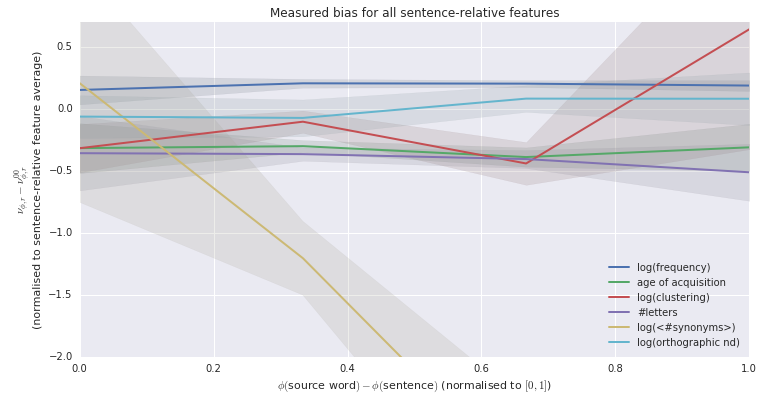 Measured bias for all sentence-relative features
0.5
0.0
−0.5
−1.0
−1.5
−2.0
0.0 0.2 0.4 0.6 0.8 1.0
ν_{φ,r} − ν^{00}_{φ,r}
(normalised to sentence-relative feature average)
log(frequency)
age of acquisition
log(clustering)
#letters
log(<#synonyms>)
log(orthographic nd)
ϕ(source word) − ϕ(sentence) (normalised to [0, 1])